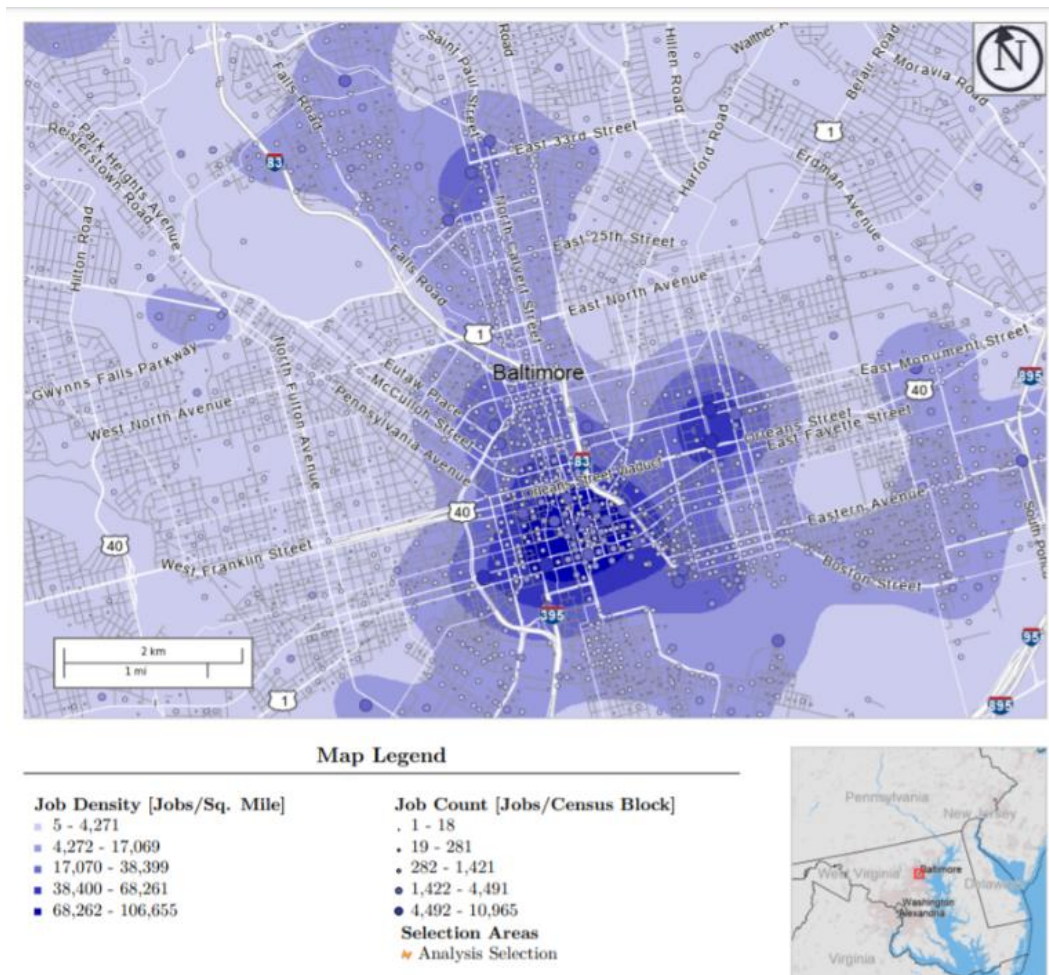 Saint Paul Street
Road
Hillen Road
Walther
Belair Road
Moravia Road
N
Falls Road
Park Heights Avenue
Reisterstown Road
83
East 33rd Street
1
Harford Road
Erdman Avenue
Hilton Road
North Calvert Street
East 25th Street
Falls Road
East North Avenue
1
Baltimore
Gwynns Falls Parkway
North Fulton Avenue
Eutaw Place
McCulloh Street
Pennsylvania Avenue
West North Avenue
East Monument Street
895
40
Orleans Street
East Fayette Street
83
Orleans Street Viaduct
40
Eastern Avenue
40
West Franklin Street
Boston Street
South
395
95
2 km
1 mi
1
895
Map Legend
Job Density [Jobs/Sq. Mile]
5 - 4,271
4,272 - 17,069
17,070 - 38,399
38,400 - 68,261
68,262 - 106,655
Job Count [Jobs/Census Block]
1 - 18
19 - 281
282 - 1,421
1,422 - 4,491
4,492 - 10,965
Selection Areas
Analysis Selection
Pennsylvania
New Jersey
West Virginia
Baltimore
Washington
Alexandria
Virginia